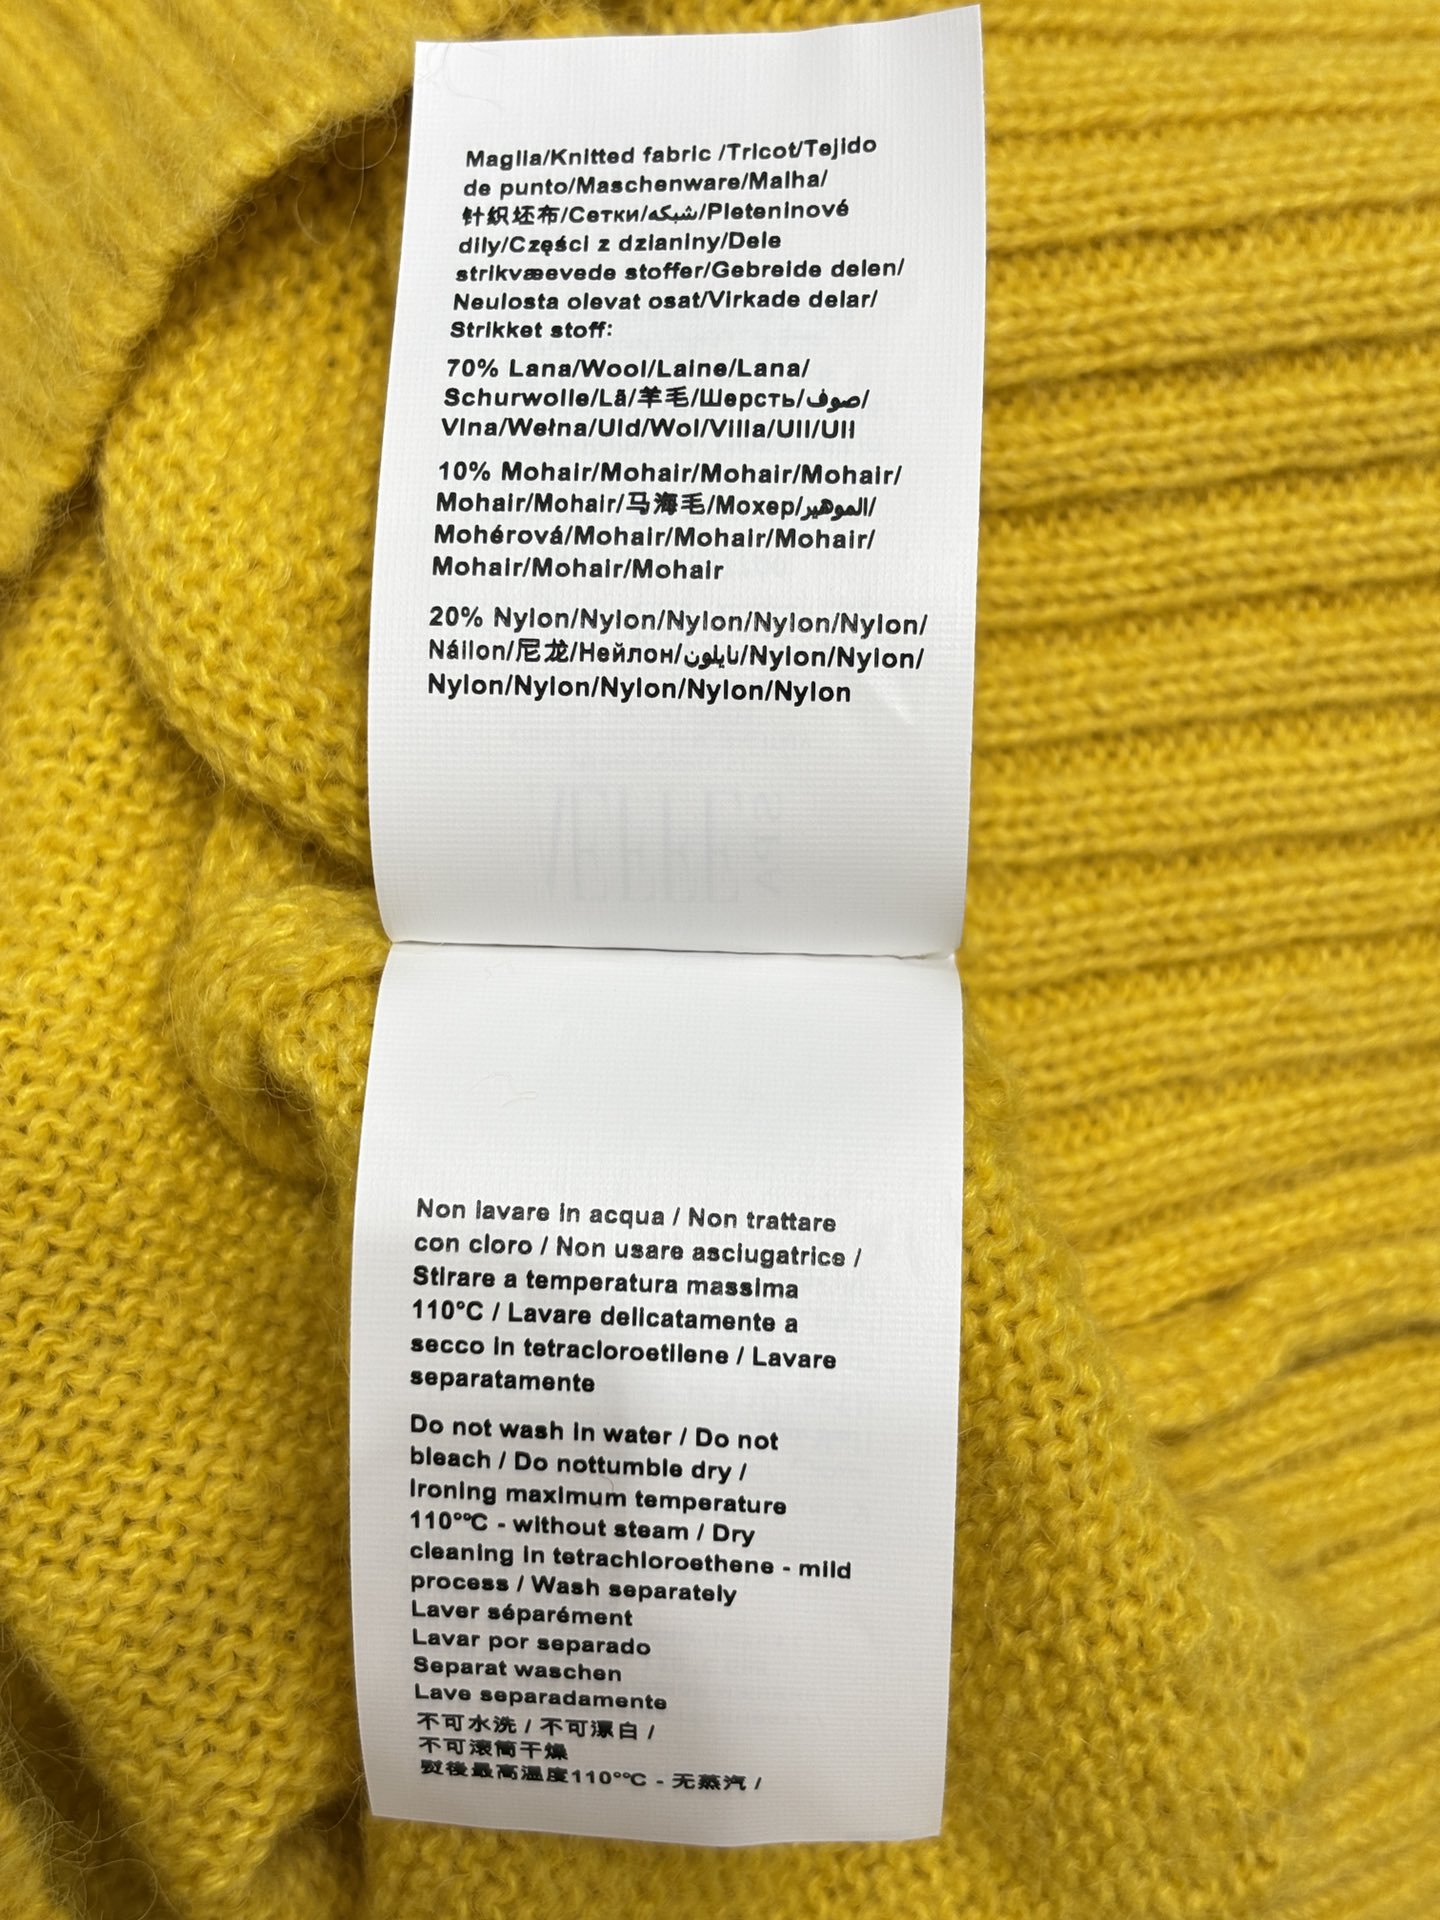 Maglia/Knitted fabric /Tricot/Tejido
de punto/Maschenware/Malha/
针织坯布/Сетки/شبكه/Pleteninové
díly/Części z dzianiny/Dele
strikvæevede stoffer/Gebreide delen/
Neulosta olevat osat/Virkade delar/
Strikket stoff:
70% Lana/Wool/Laine/Lana/
Schurwolle/Lã/羊毛/Шерсть/صوف/
Vlna/Wełna/Uld/Wol/Villa/Ull/Ull
10% Mohair/Mohair/Mohair/Mohair/
Mohair/Mohair/马海毛/Мохер/الموهير/
Mohérová/Mohair/Mohair/Mohair/
Mohair/Mohair/Mohair
20% Nylon/Nylon/Nylon/Nylon/Nylon/
Náilon/尼龙/Нейлон/نايلون/Nylon/Nylon/
Nylon/Nylon/Nylon/Nylon/Nylon
Non lavare in acqua / Non trattare
con cloro / Non usare asciugatrice /
Stirare a temperatura massima
110°C / Lavare delicatamente a
secco in tetracloroetilene / Lavare
separatamente
Do not wash in water / Do not
bleach / Do nottumble dry /
Ironing maximum temperature
110°°C - without steam / Dry
cleaning in tetrachloroethene - mild
process / Wash separately
Laver séparément
Lavar por separado
Separat waschen
Lave separadamente
不可水洗 / 不可漂白 /
不可滚筒干燥
熨後最高温度110°°C - 无蒸汽 /